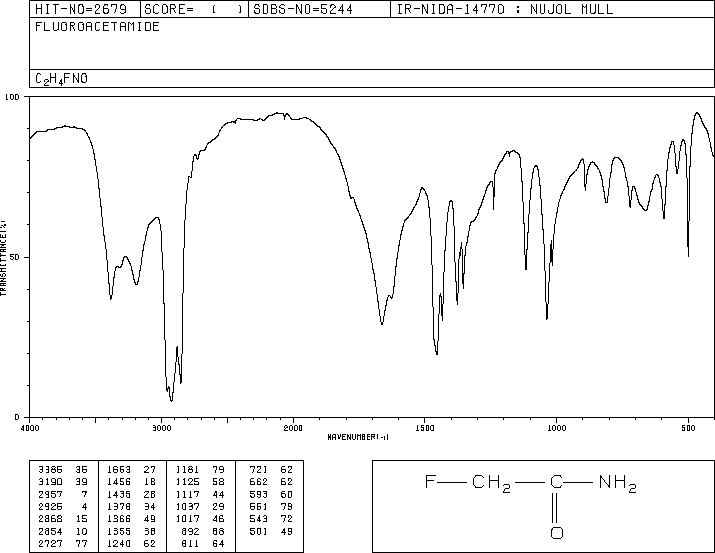 HIT-NO=2679 SCORE= ( ) SDBS-NO=5244 IR-NIDA-14770 : NUJOL MULL
FLUOROACETAMIDE
C2H4FNO
100
50
0
TRANSMITTANCE(%)
4000 3000 2000 1500 1000 500
WAVENUMBER(-1)
3385 35 1663 27 1181 79 721 62
3190 39 1456 18 1125 58 662 62
2957 7 1435 28 1117 44 593 60
2925 4 1378 34 1037 29 551 79
2868 15 1366 49 1017 46 543 72
2854 10 1355 38 892 68 501 49
2727 77 1240 62 811 64
F CH2 C NH2
O